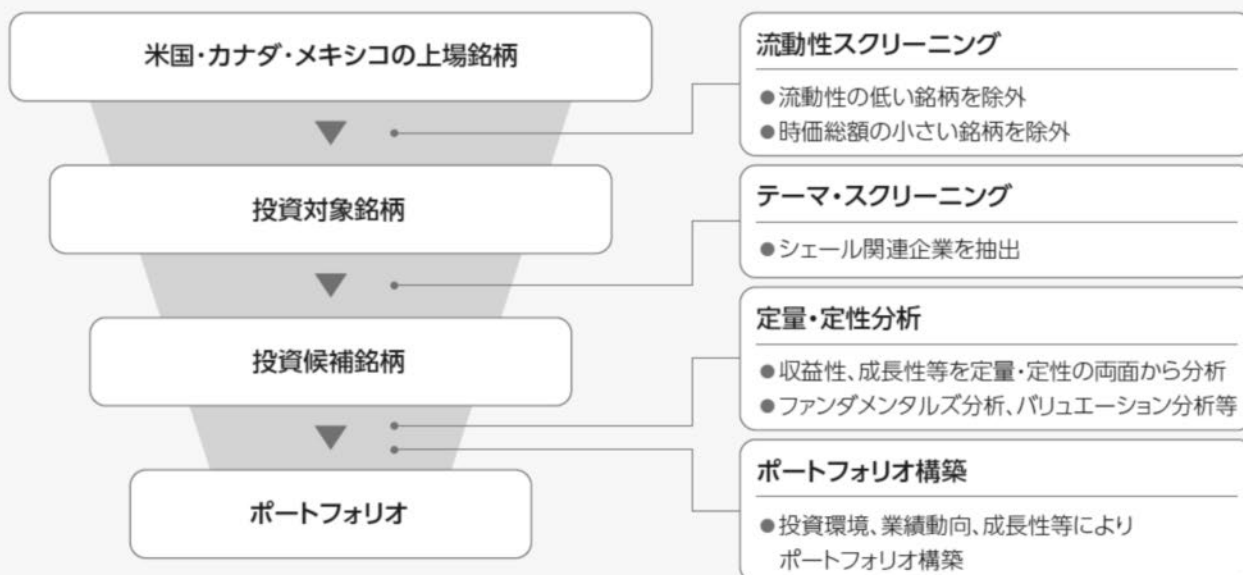 米国・カナダ・メキシコの上場銘柄
投資対象銘柄
投資候補銘柄
ポートフォリオ
流動性スクリーニング
●流動性の低い銘柄を除外
●時価総額の小さい銘柄を除外
テーマ・スクリーニング
●シェール関連企業を抽出
定量・定性分析
●収益性、成長性等を定量・定性の両面から分析
●ファンダメンタルズ分析、バリュエーション分析等
ポートフォリオ構築
●投資環境、業績動向、成長性等により
ポートフォリオ構築